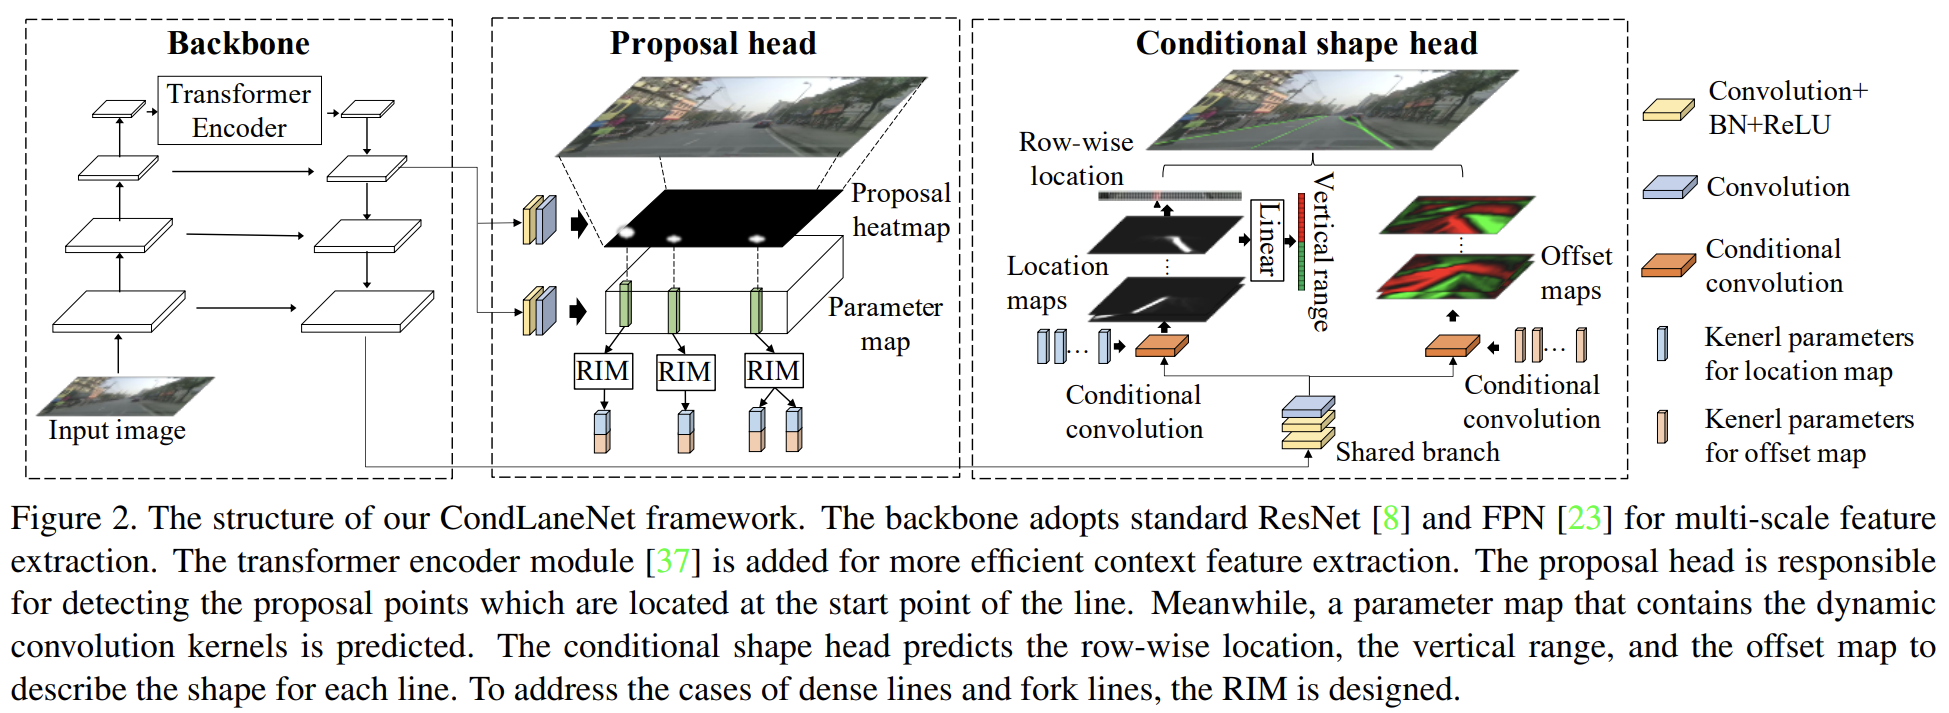 Backbone
Transformer
Encoder
Input image
Proposal head
Proposal
heatmap
Parameter
map
RIM
RIM
RIM
Conditional shape head
Row-wise
location
Location
maps
Linear
Vertical range
Offset
maps
...
...
Conditional
convolution
Conditional
convolution
Shared branch
Convolution+
BN+ReLU
Convolution
Conditional
convolution
Kenerl parameters
for location map
Kenerl parameters
for offset map
Figure 2. The structure of our CondLaneNet framework. The backbone adopts standard ResNet [8] and FPN [23] for multi-scale feature
extraction. The transformer encoder module [37] is added for more efficient context feature extraction. The proposal head is responsible
for detecting the proposal points which are located at the start point of the line. Meanwhile, a parameter map that contains the dynamic
convolution kernels is predicted. The conditional shape head predicts the row-wise location, the vertical range, and the offset map to
describe the shape for each line. To address the cases of dense lines and fork lines, the RIM is designed.